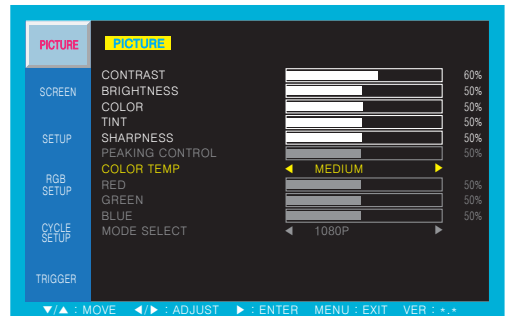 PICTURE
SCREEN
SETUP
RGB
SETUP
CYCLE
SETUP
TRIGGER
PICTURE
CONTRAST 60%
BRIGHTNESS 50%
COLOR 50%
TINT 50%
SHARPNESS 50%
PEAKING CONTROL 50%
COLOR TEMP ◀ MEDIUM ▶
RED 50%
GREEN 50%
BLUE 50%
MODE SELECT ◀ 1080P ▶
▼/▲ : MOVE ◀/▶ : ADJUST ▶ : ENTER MENU : EXIT VER : *.*